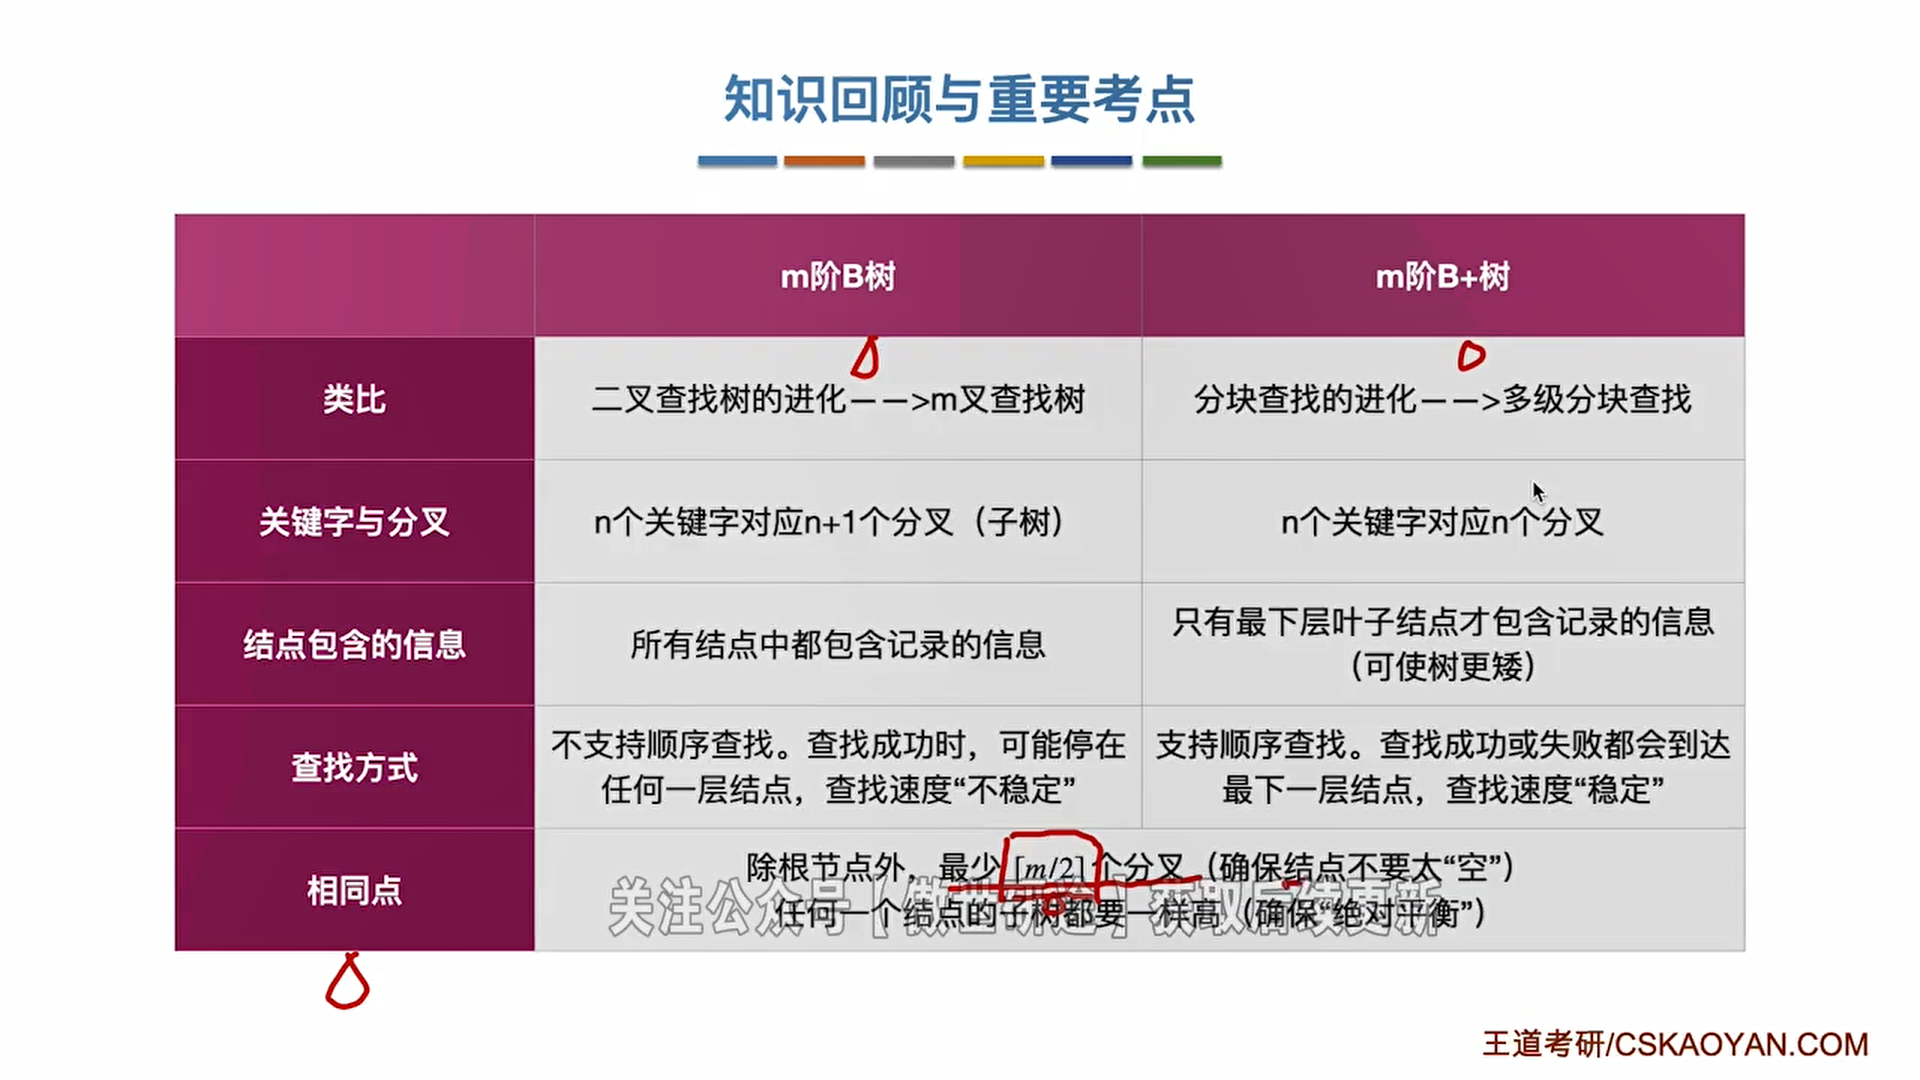 知识回顾与重要考点
m阶B树
m阶B+树
类比
二叉查找树的进化——>m叉查找树
分块查找的进化——>多级分块查找
关键字与分叉
n个关键字对应n+1个分叉（子树）
n个关键字对应n个分叉
结点包含的信息
所有结点中都包含记录的信息
只有最下层叶子结点才包含记录的信息
（可使树更矮）
查找方式
不支持顺序查找。查找成功时，可能停在
任何一层结点，查找速度“不稳定”
支持顺序查找。查找成功或失败都会到达
最下一层结点，查找速度“稳定”
相同点
除根节点外，最少⌈m/2⌉个分叉（确保结点不要太“空”）
任何一个结点的子树都要一样高（确保“绝对平衡”）
关注公众号【傲世研途】获取后续更新
王道考研/CSKAOYAN.COM